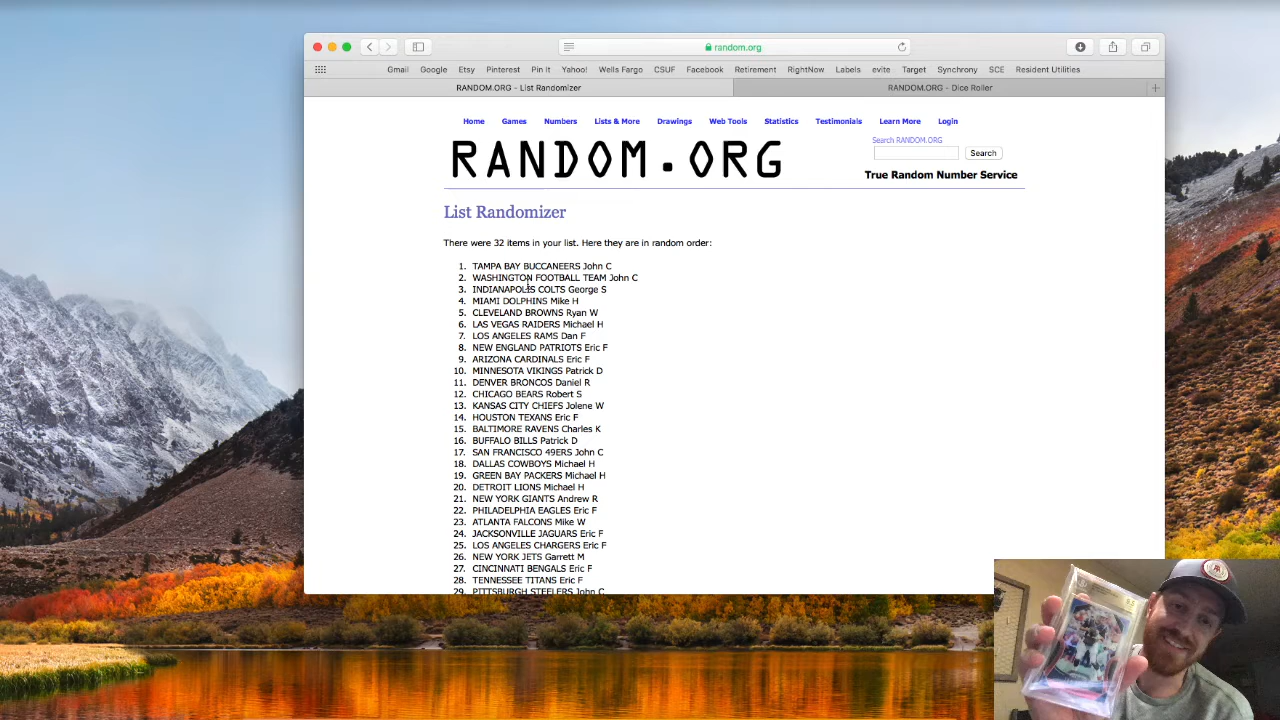 random.org
Gmail Google Etsy Pinterest Pin It Yahoo! Wells Fargo CSUF Facebook Retirement RightNow Labels evite Target Synchrony SCE Resident Utilities
RANDOM.ORG - List Randomizer RANDOM.ORG - Dice Roller
Home Games Numbers Lists & More Drawings Web Tools Statistics Testimonials Learn More Login
Search RANDOM.ORG
RANDOM.ORG
Search
True Random Number Service
List Randomizer
There were 32 items in your list. Here they are in random order:
1. TAMPA BAY BUCCANEERS John C
2. WASHINGTON FOOTBALL TEAM John C
3. INDIANAPOLIS COLTS George S
4. MIAMI DOLPHINS Mike H
5. CLEVELAND BROWNS Ryan W
6. LAS VEGAS RAIDERS Michael H
7. LOS ANGELES RAMS Dan F
8. NEW ENGLAND PATRIOTS Eric F
9. ARIZONA CARDINALS Eric F
10. MINNESOTA VIKINGS Patrick D
11. DENVER BRONCOS Daniel R
12. CHICAGO BEARS Robert S
13. KANSAS CITY CHIEFS Jolene W
14. HOUSTON TEXANS Eric F
15. BALTIMORE RAVENS Charles K
16. BUFFALO BILLS Patrick D
17. SAN FRANCISCO 49ERS John C
18. DALLAS COWBOYS Michael H
19. GREEN BAY PACKERS Michael H
20. DETROIT LIONS Michael H
21. NEW YORK GIANTS Andrew R
22. PHILADELPHIA EAGLES Eric F
23. ATLANTA FALCONS Mike W
24. JACKSONVILLE JAGUARS Eric F
25. LOS ANGELES CHARGERS Eric F
26. NEW YORK JETS Garrett M
27. CINCINNATI BENGALS Eric F
28. TENNESSEE TITANS Eric F
29. PITTSBURGH STEELERS John C